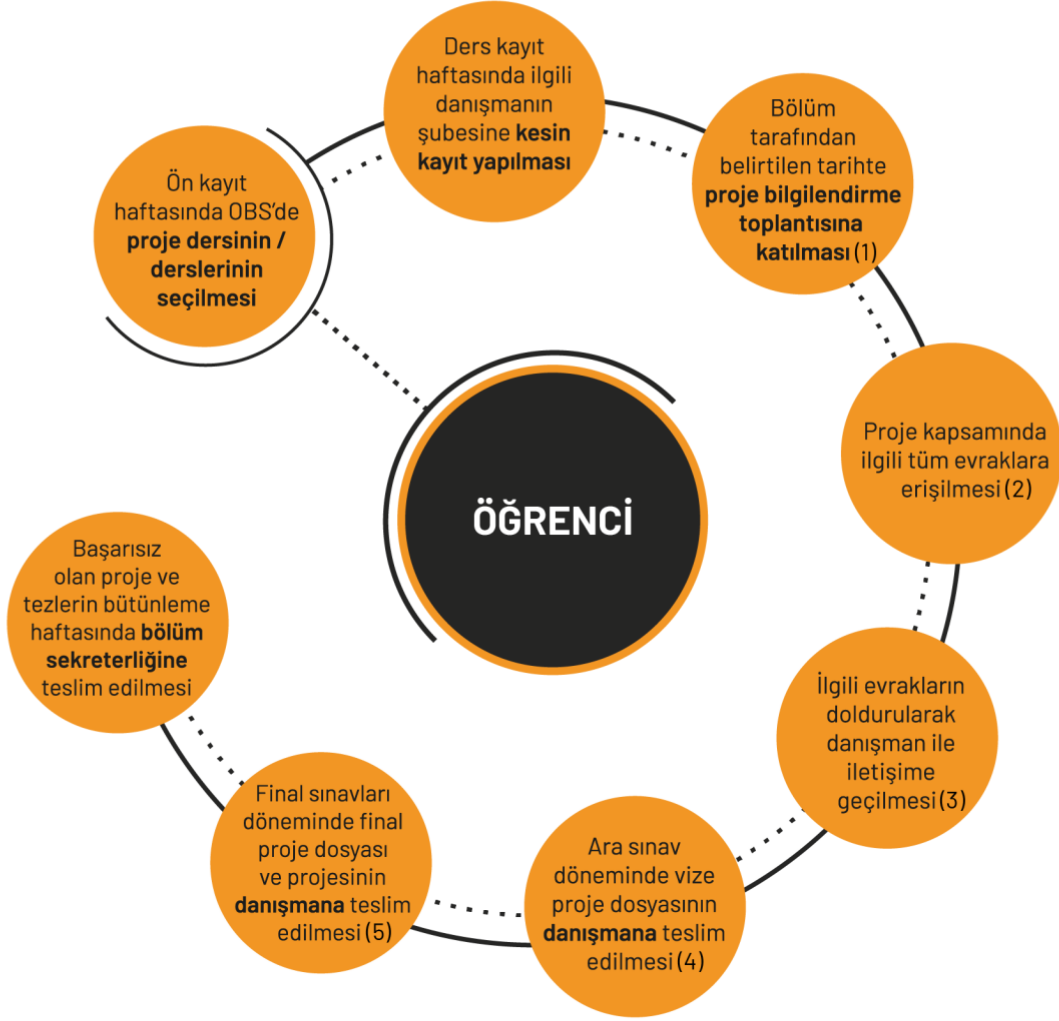 Ön kayıt
haftasında OBS'de
proje dersinin /
derslerinin
seçilmesi
Ders kayıt
haftasında ilgili
danışmanın
şubesine kesin
kayıt yapılması
Bölüm
tarafından
belirtilen tarihte
proje bilgilendirme
toplantısına
katılması (1)
Proje kapsamında
ilgili tüm evraklara
erişilmesi (2)
İlgili evrakların
doldurularak
danışman ile
iletişime
geçilmesi (3)
Ara sınav
döneminde vize
proje dosyasının
danışmana teslim
edilmesi (4)
Final sınavları
döneminde final
proje dosyası
ve projesinin
danışmana teslim
edilmesi (5)
Başarısız
olan proje ve
tezlerin bütünleme
haftasında bölüm
sekreterliğine
teslim edilmesi
ÖĞRENCİ